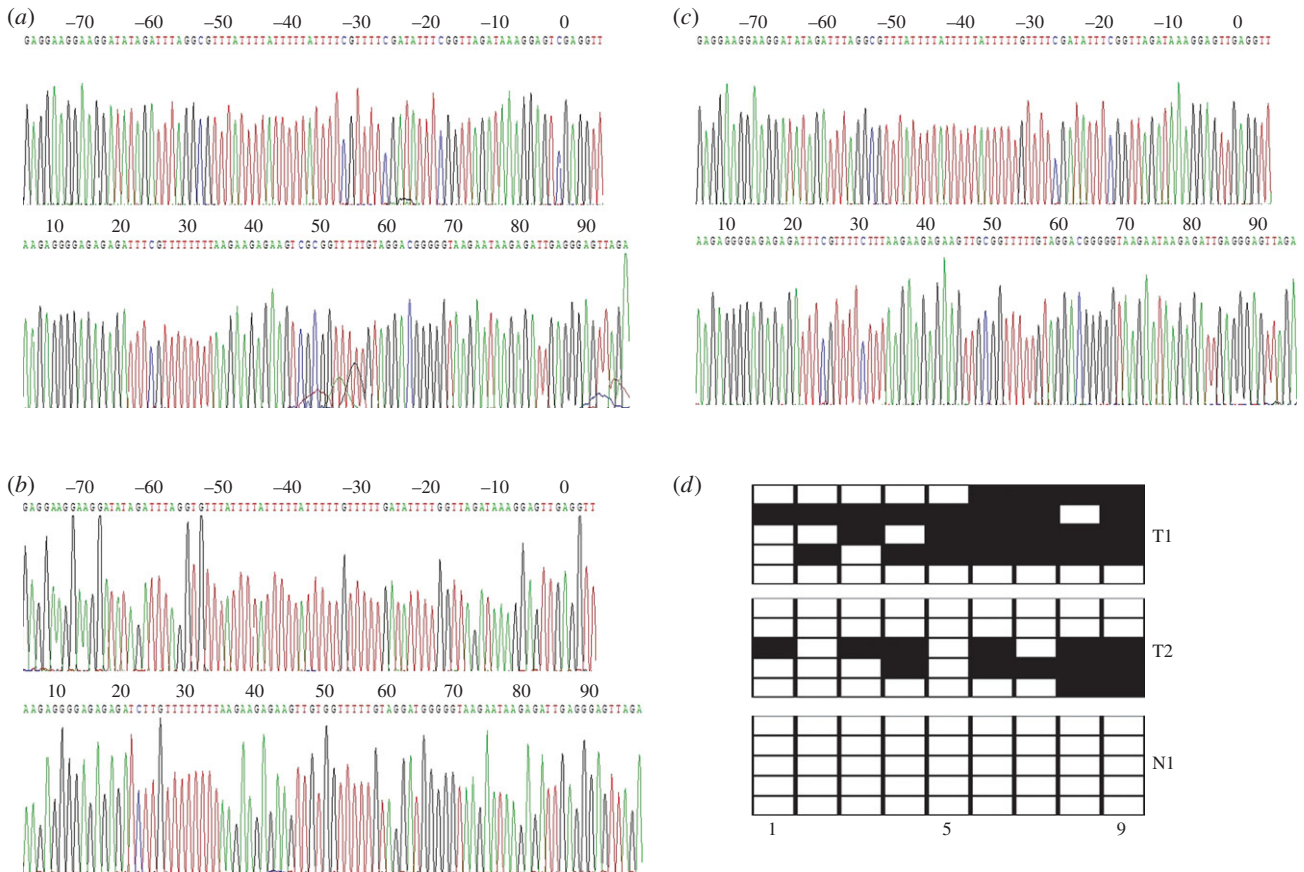 (a) –70 –60 –50 –40 –30 –20 –10 0
GAGGAAGGAAGGATATAGATTTAGGCGTTTATTTTATTTTTATTTTCGTTTTCGATATTTCGGTTAGATAAAGGAGTCGAGGTT
10 20 30 40 50 60 70 80 90
AAGAGGGGAGAGAGATTTCGTTTTTTTTAAGAAGAGAAGTCGCGGTTTTTGTAGGACGGGGGTAAGAATAAGAGATTGAGGGAGTTAGA
(b) –70 –60 –50 –40 –30 –20 –10 0
GAGGAAGGAAGGATATAGATTTAGGTGTTTATTTTATTTTTATTTTTGTTTTTGATATTTTGGTTAGATAAAGGAGTTGAGGTT
10 20 30 40 50 60 70 80 90
AAGAGGGGAGAGAGATCTTGTTTTTTTTAAGAAGAGAAGTTGTGGTTTTTGTAGGATGGGGGTAAGAATAAGAGATTGAGGGAGTTAGA
(c) –70 –60 –50 –40 –30 –20 –10 0
GAGGAAGGAAGGATATAGATTTAGGCGTTTATTTTATTTTTATTTTTGTTTTCGATATTTCGGTTAGATAAAGGAGTTGAGGTT
10 20 30 40 50 60 70 80 90
AAGAGGGGAGAGAGATTTCGTTTTCTTTAAGAAGAGAAGTTGCGGTTTTTGTAGGACGGGGGTAAGAATAAGAGATTGAGGGAGTTAGA
(d)
T1
T2
N1
1 5 9